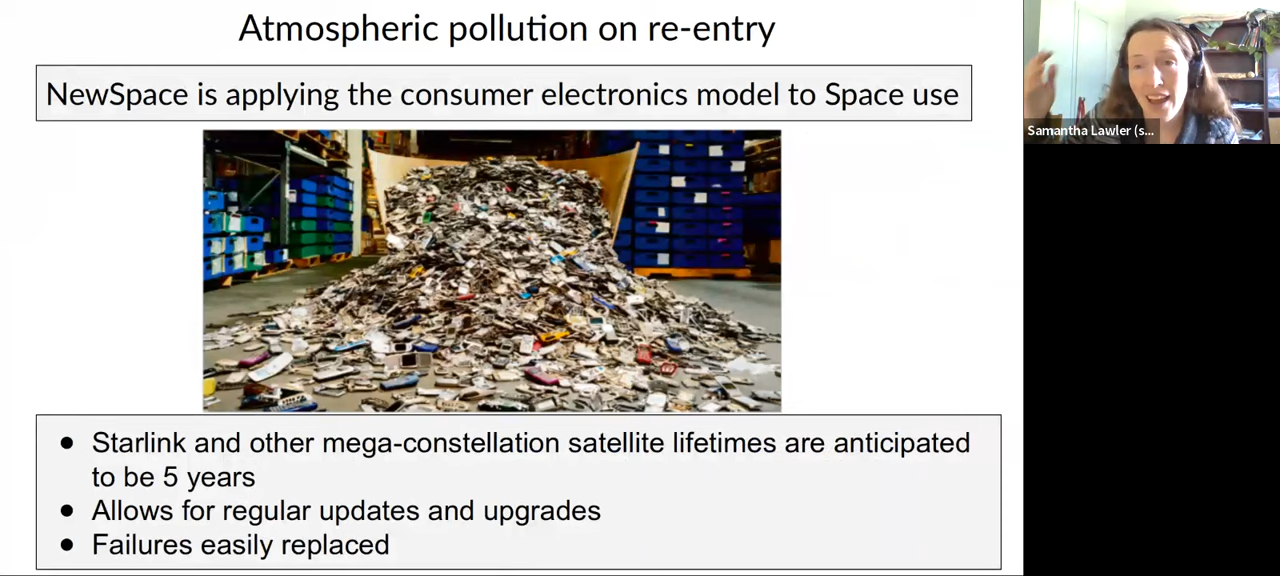 Atmospheric pollution on re-entry
NewSpace is applying the consumer electronics model to Space use
Samantha Lawler (s...
● Starlink and other mega-constellation satellite lifetimes are anticipated
to be 5 years
● Allows for regular updates and upgrades
● Failures easily replaced